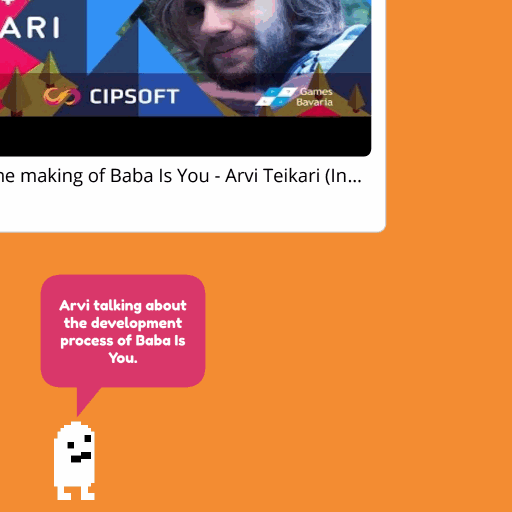 ARI
CIPSOFT
Games
Bavaria
e making of Baba Is You - Arvi Teikari (In...
Arvi talking about
the development
process of Baba Is
You.